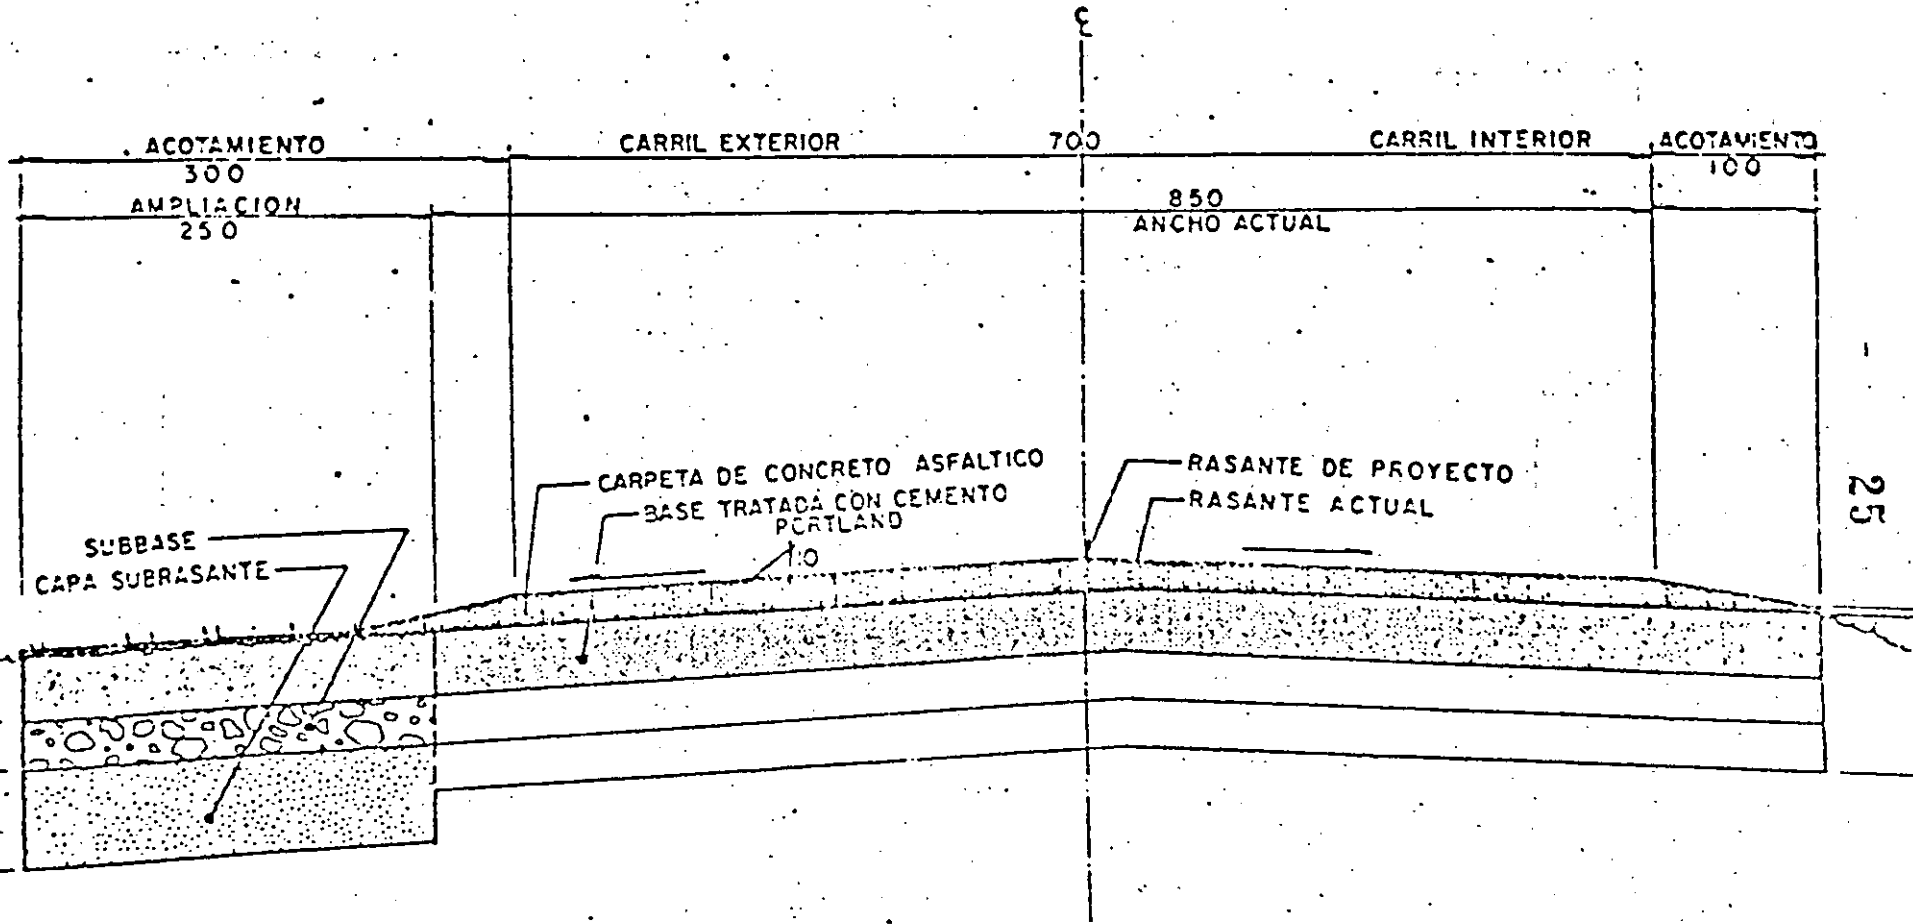 ACOTAMIENTO
300
CARRIL EXTERIOR
700
CARRIL INTERIOR
ACOTAMIENTO
100
AMPLIACION
250
850
ANCHO ACTUAL
CARPETA DE CONCRETO ASFALTICO
BASE TRATADA CON CEMENTO
PORTLAND
RASANTE DE PROYECTO
RASANTE ACTUAL
SUBBASE
CAPA SUBRASANTE
25